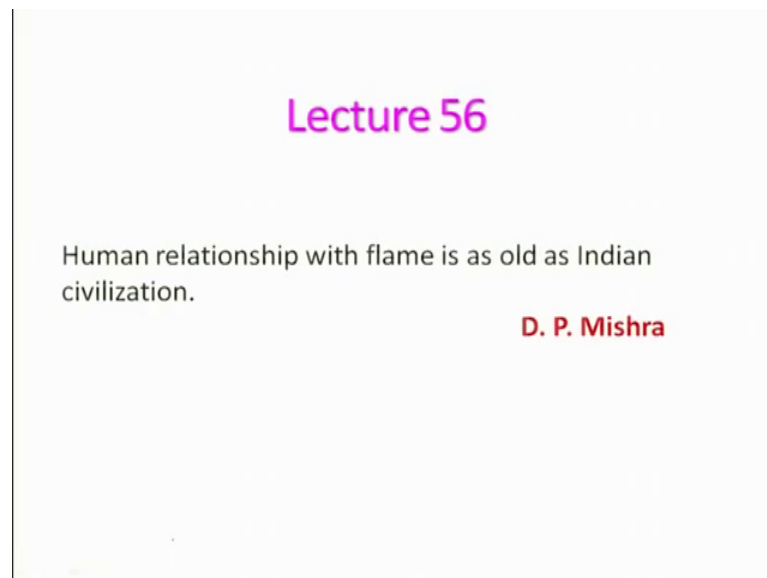 Lecture 56
Human relationship with flame is as old as Indian
civilization.
D. P. Mishra